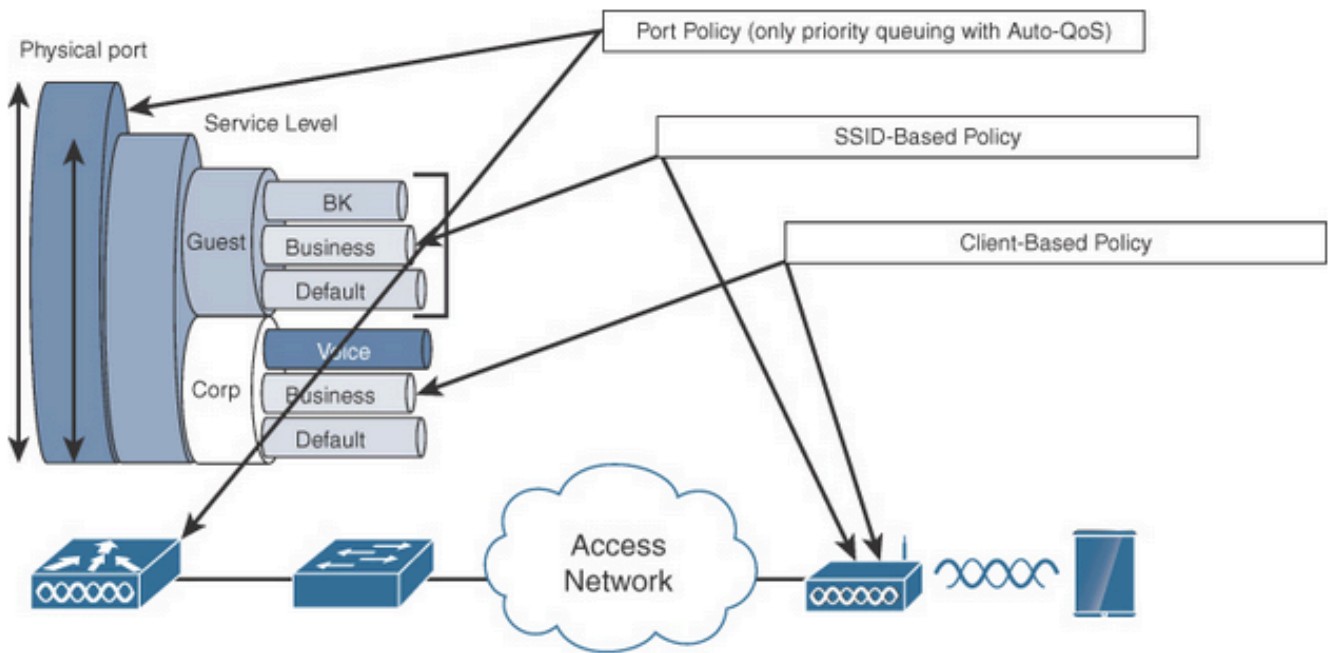 Port Policy (only priority queuing with Auto-QoS)
Physical port
Service Level
SSID-Based Policy
BK
Guest
Business
Client-Based Policy
Default
Voice
Corp
Business
Default
Access
Network